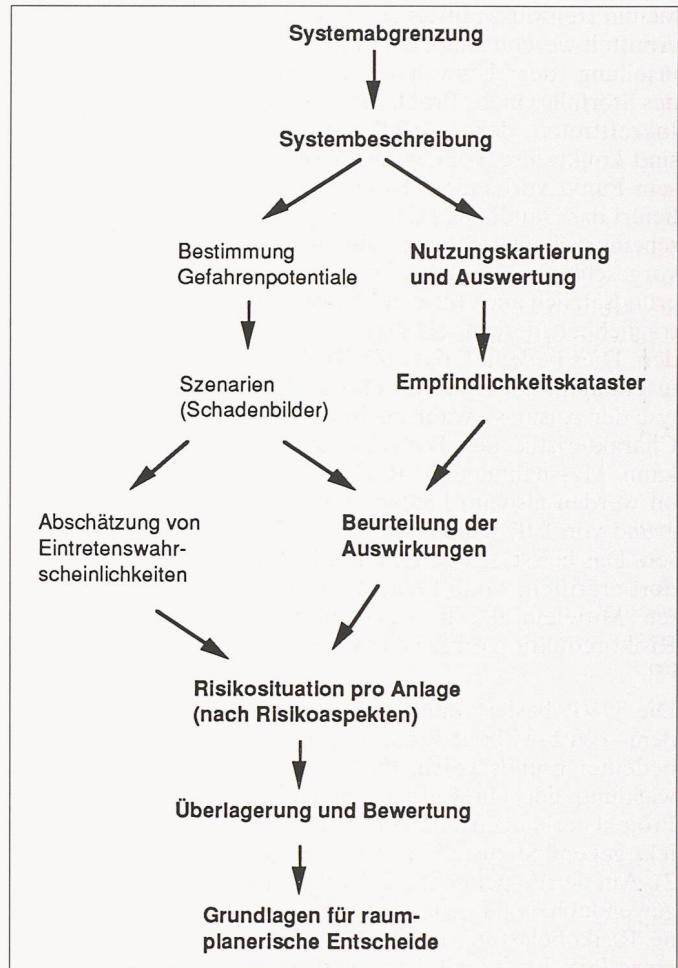 Systemabgrenzung
Systembeschreibung
Bestimmung
Gefahrenpotentiale
Nutzungskartierung
und Auswertung
Szenarien
(Schadenbilder)
Empfindlichkeitskataster
Abschätzung von
Eintretenswahr-
scheinlichkeiten
Beurteilung der
Auswirkungen
Risikosituation pro Anlage
(nach Risikoaspekten)
Überlagerung und Bewertung
Grundlagen für raum-
planerische Entscheide